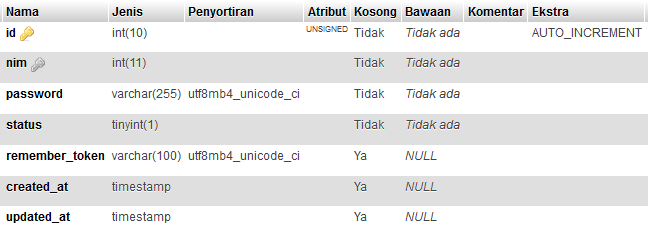 Nama Jenis Penyortiran Atribut Kosong Bawaan Komentar Ekstra
id int(10) UNSIGNED Tidak Tidak ada AUTO_INCREMENT
nim int(11) Tidak Tidak ada
password varchar(255) utf8mb4_unicode_ci Tidak Tidak ada
status tinyint(1) Tidak Tidak ada
remember_token varchar(100) utf8mb4_unicode_ci Ya NULL
created_at timestamp Ya NULL
updated_at timestamp Ya NULL